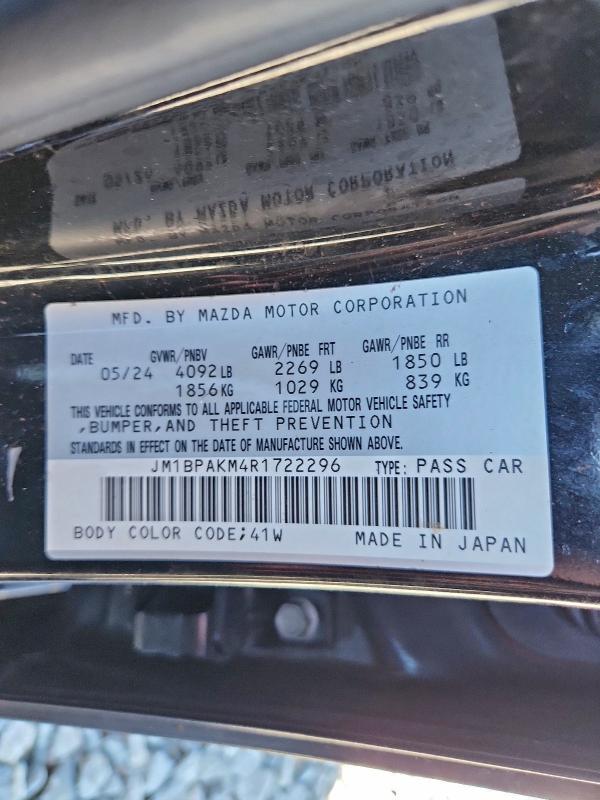 MFD. BY MAZDA MOTOR CORPORATION
DATE GVWR/PNBV GAWR/PNBE FRT GAWR/PNBE RR
05/24 4092LB 2269 LB 1850 LB
1856KG 1029 KG 839 KG
THIS VEHICLE CONFORMS TO ALL APPLICABLE FEDERAL MOTOR VEHICLE SAFETY
,BUMPER,AND THEFT PREVENTION
STANDARDS IN EFFECT ON THE DATE OF MANUFACTURE SHOWN ABOVE.
JM1BPAKM4R1722296 TYPE: PASS CAR
BODY COLOR CODE;41W MADE IN JAPAN